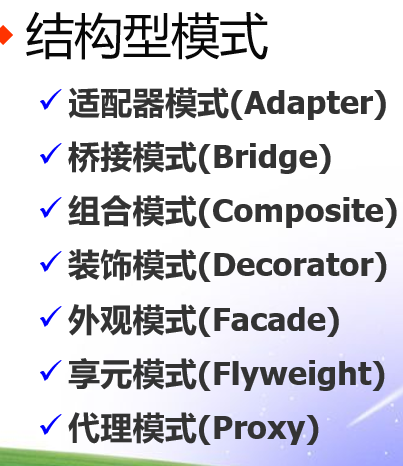 结构型模式
适配器模式(Adapter)
桥接模式(Bridge)
组合模式(Composite)
装饰模式(Decorator)
外观模式(Facade)
享元模式(Flyweight)
代理模式(Proxy)